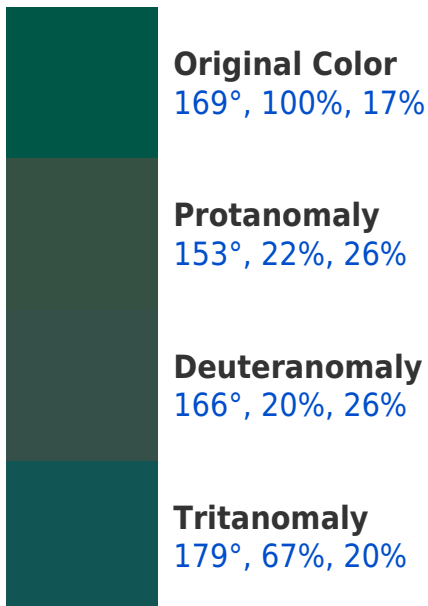 Original Color
169°, 100%, 17%
Protanomaly
153°, 22%, 26%
Deuteranomaly
166°, 20%, 26%
Tritanomaly
179°, 67%, 20%